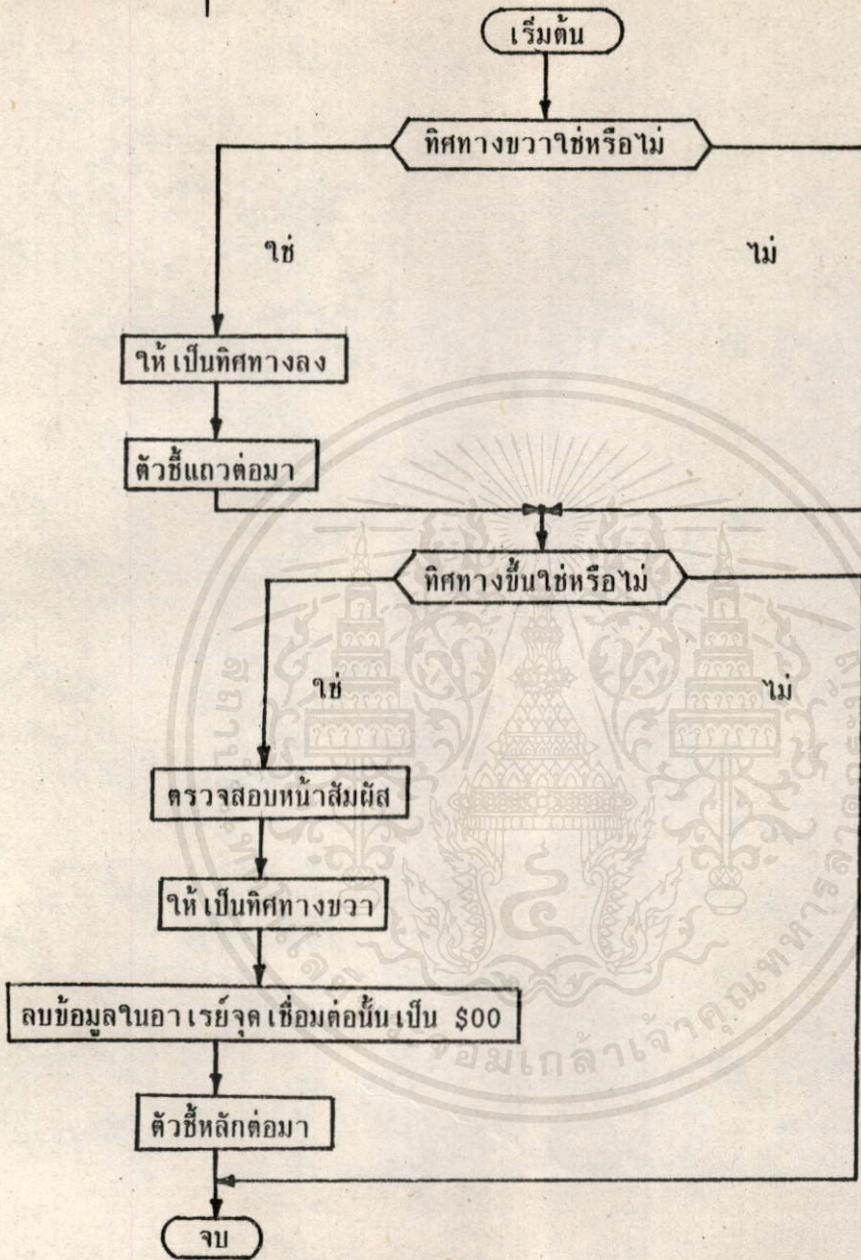 เริ่มต้น
ทิศทางขวาใช่หรือไม่
ใช่
ไม่
ให้เป็นทิศทางลง
ตัวชี้แถวต่อมา
ทิศทางขึ้นใช่หรือไม่
ใช่
ไม่
ตรวจสอบหน้าสัมผัส
ให้เป็นทิศทางขวา
ลบข้อมูลในอาเรย์จุดเชื่อมต่อนั้นเป็น $00
ตัวชี้หลักต่อมา
จบ